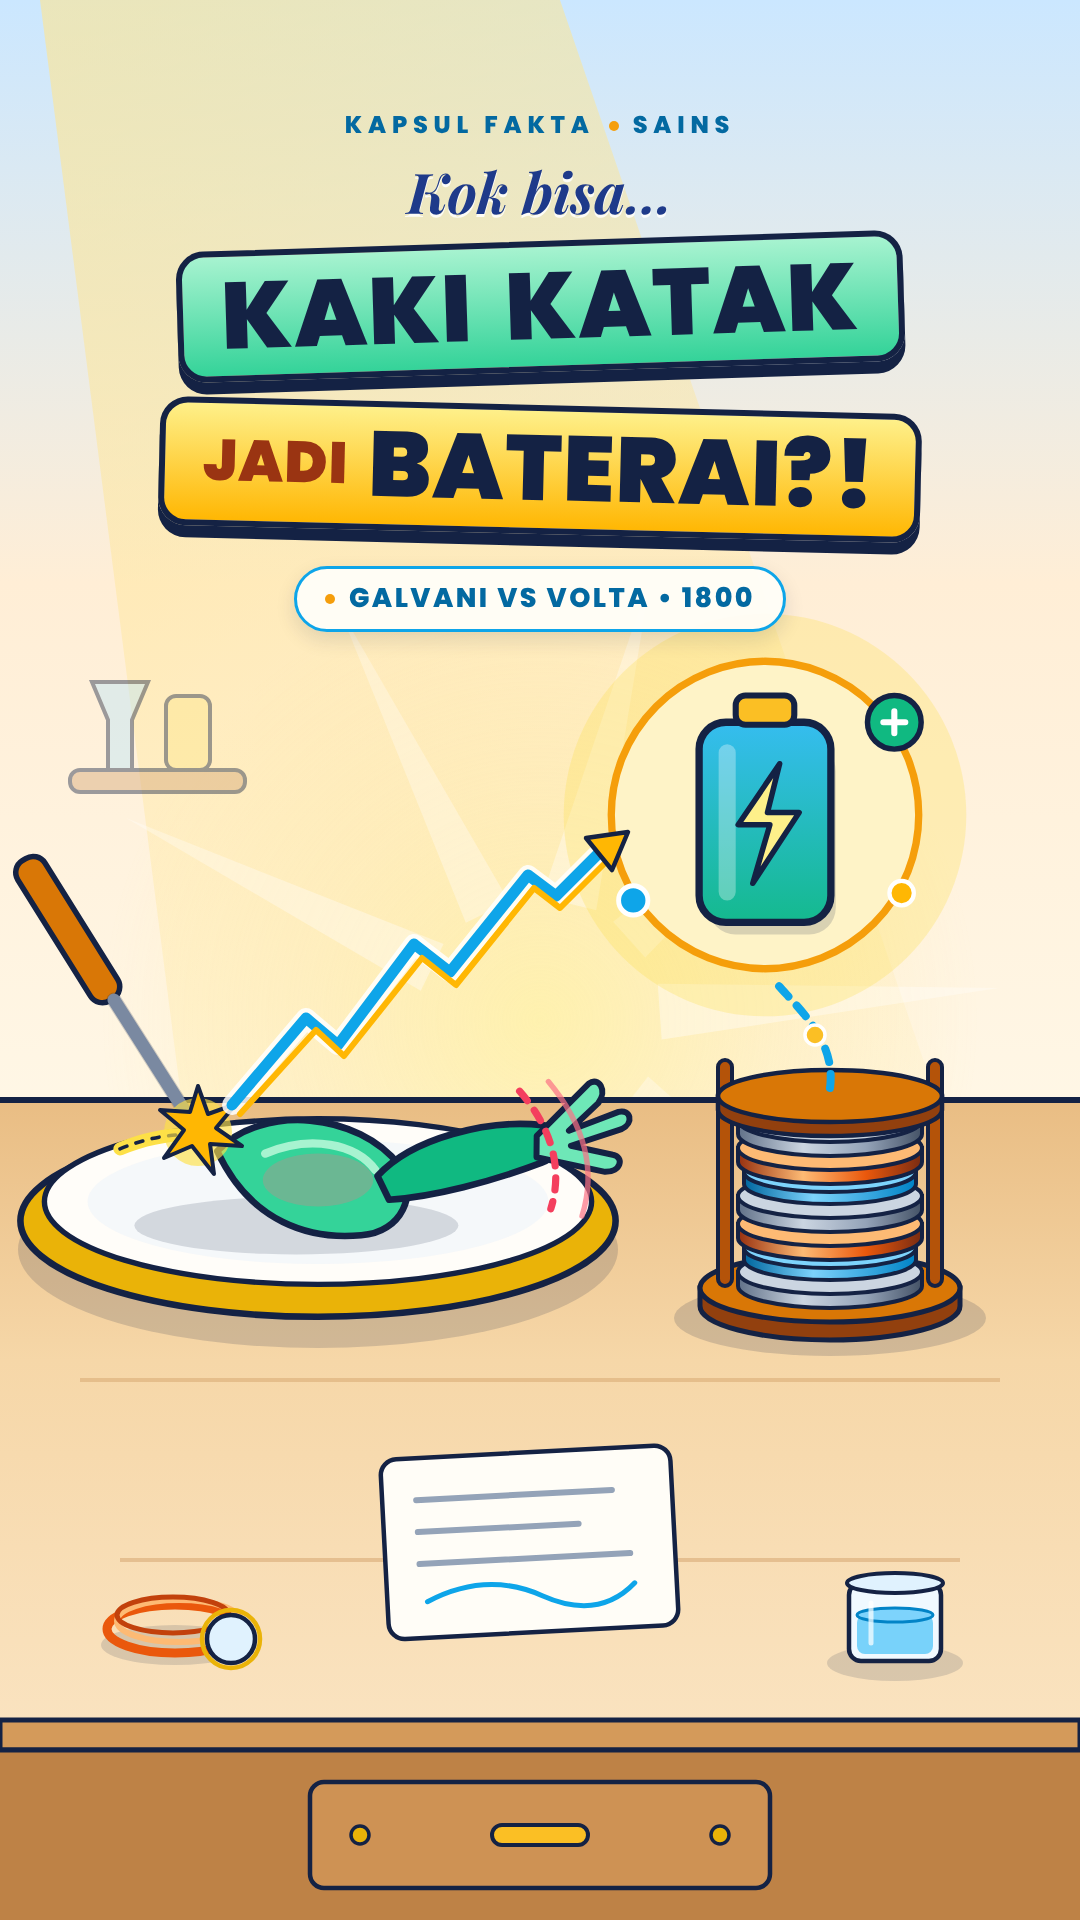 KAPSUL FAKTA • SAINS
Kok bisa...
KAKI KATAK
JADI BATERAI?!
• GALVANI VS VOLTA • 1800